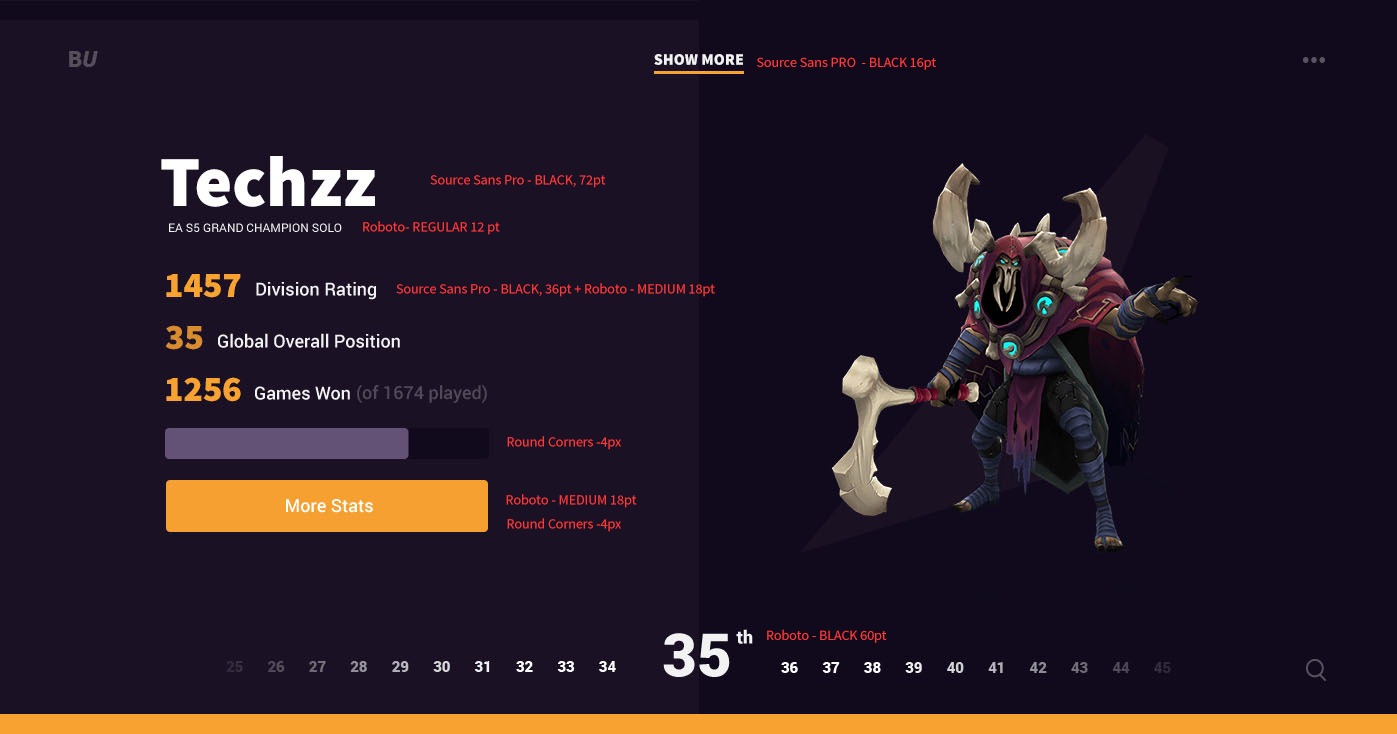 BU
SHOW MORE Source Sans PRO - BLACK 16pt
Techzz Source Sans Pro - BLACK, 72pt
EA S5 GRAND CHAMPION SOLO Roboto- REGULAR 12 pt
1457 Division Rating Source Sans Pro - BLACK, 36pt + Roboto - MEDIUM 18pt
35 Global Overall Position
1256 Games Won (of 1674 played)
Round Corners -4px
More Stats Roboto - MEDIUM 18pt
Round Corners -4px
25 26 27 28 29 30 31 32 33 34 35th 36 37 38 39 40 41 42 43 44 45
Roboto - BLACK 60pt